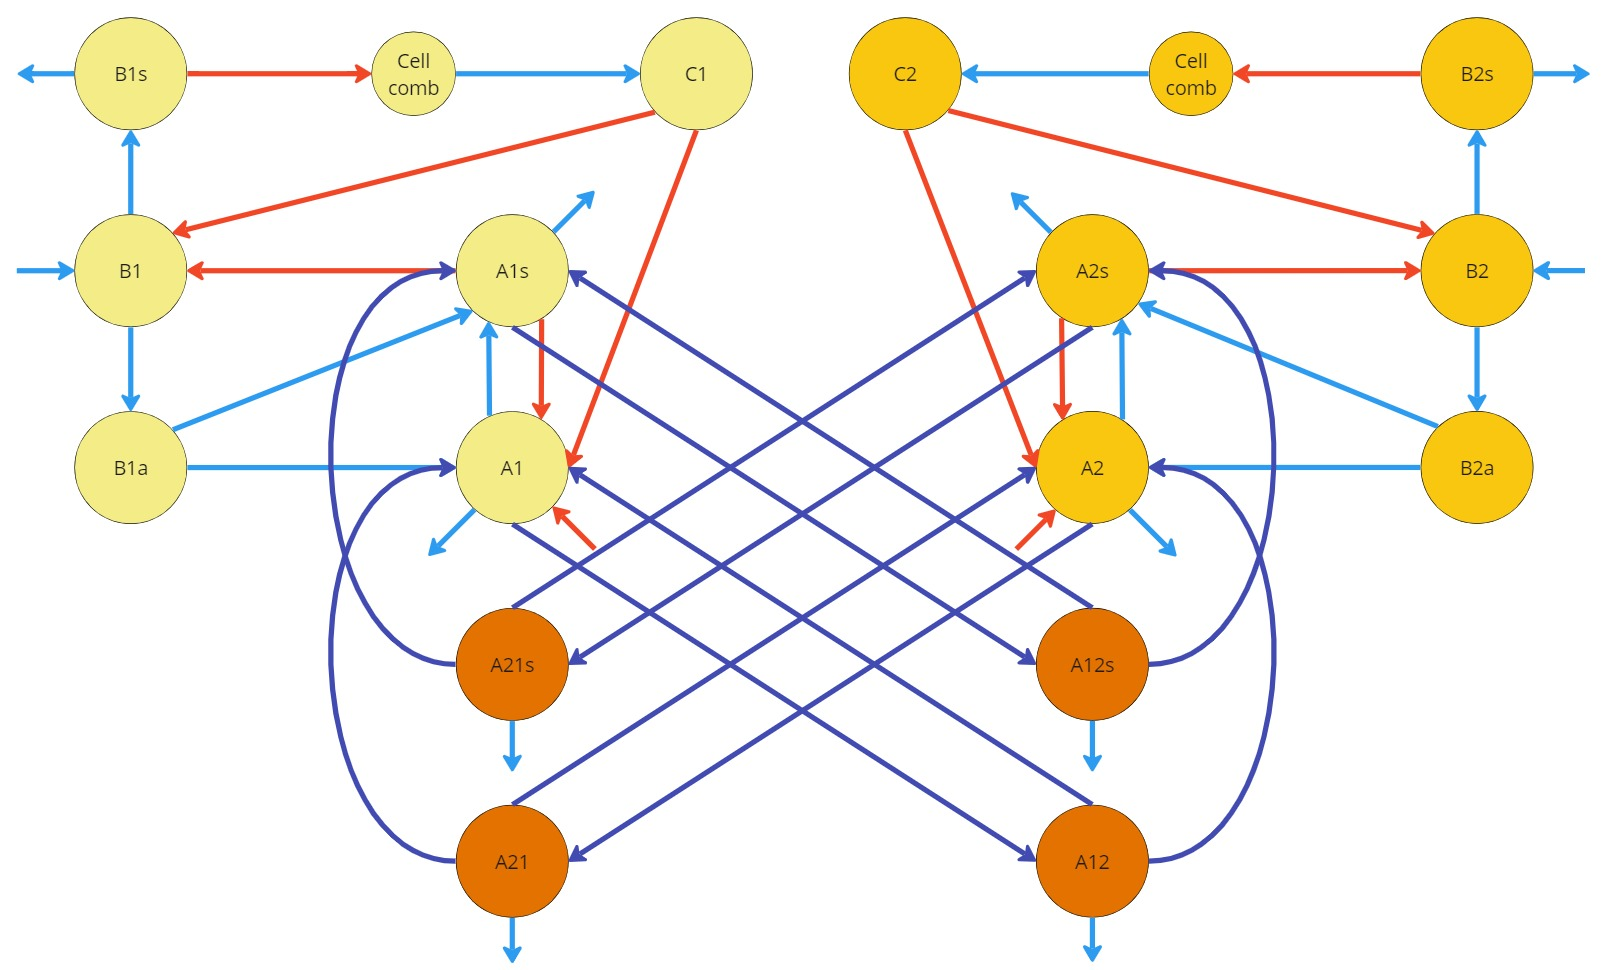 B1s
Cell
comb
C1
C2
Cell
comb
B2s
B1
A1s
A2s
B2
B1a
A1
A2
B2a
A21s
A12s
A21
A12